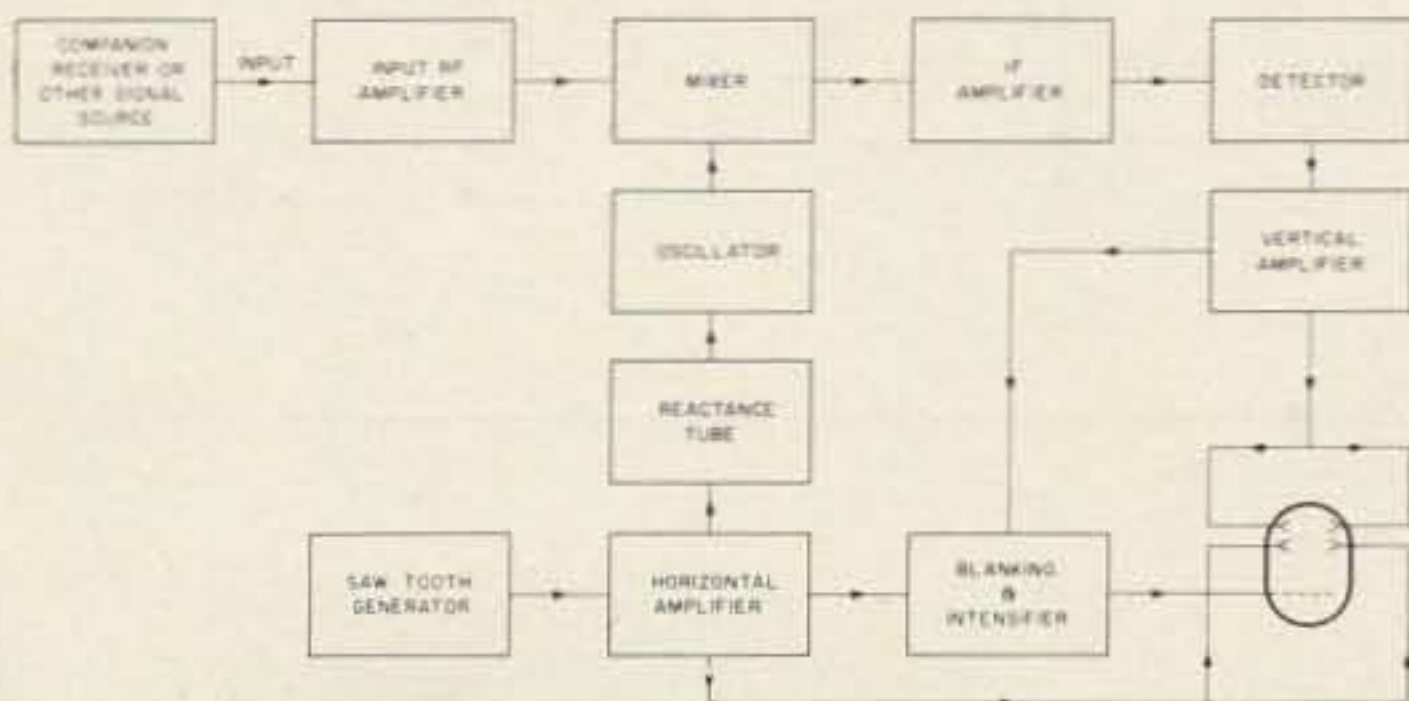 COMPANION
RECEIVER OR
OTHER SIGNAL
SOURCE
INPUT
INPUT RF
AMPLIFIER
MIXER
IF
AMPLIFIER
DETECTOR
OSCILLATOR
VERTICAL
AMPLIFIER
REACTANCE
TUBE
SAW TOOTH
GENERATOR
HORIZONTAL
AMPLIFIER
BLANKING
&
INTENSIFIER